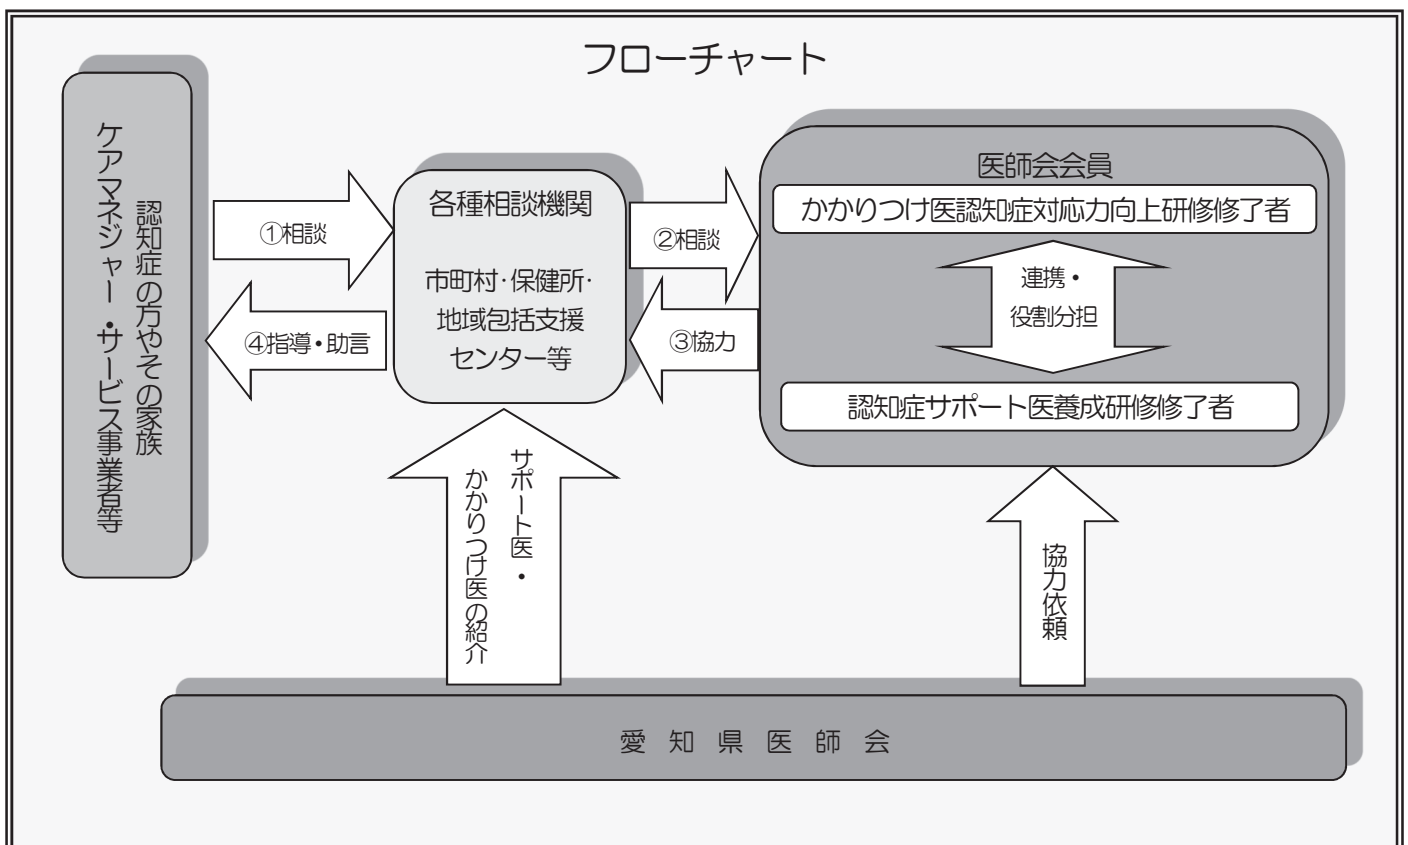 フローチャート
認知症の方やその家族
ケアマネジャー・サービス事業者等
①相談
④指導・助言
各種相談機関
市町村・保健所・
地域包括支援
センター等
②相談
③協力
医師会会員
かかりつけ医認知症対応力向上研修修了者
連携・
役割分担
認知症サポート医養成研修修了者
サポート医・
かかりつけ医の紹介
協力依頼
愛知県医師会